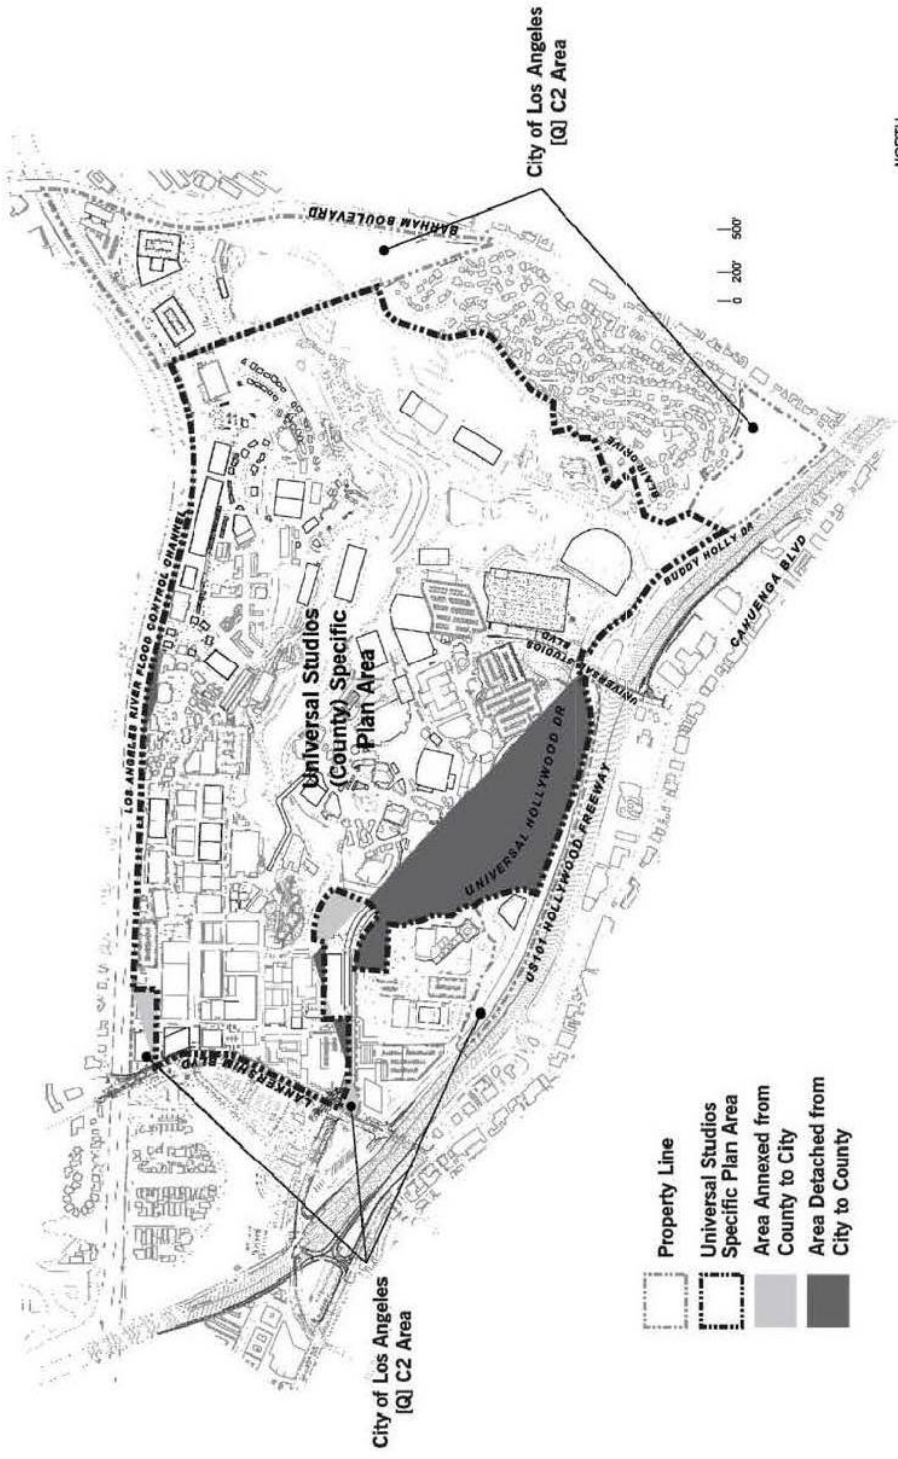 City of Los Angeles
[Q] C2 Area
LANKERSHIM BLVD
LOS ANGELES RIVER FLOOD CONTROL CHANNEL
Universal Studios
(County) Specific
Plan Area
UNIVERSAL HOLLYWOOD DR
US101 HOLLYWOOD FREEWAY
UNIVERSAL STUDIOS
BLVD
BUDDY HOLLY DR
CAHUENGA BLVD
BLAIR DRIVE
BARHAM BOULEVARD
City of Los Angeles
[Q] C2 Area
Property Line
Universal Studios
Specific Plan Area
Area Annexed from
County to City
Area Detached from
City to County
0 200' 500'
NORTH